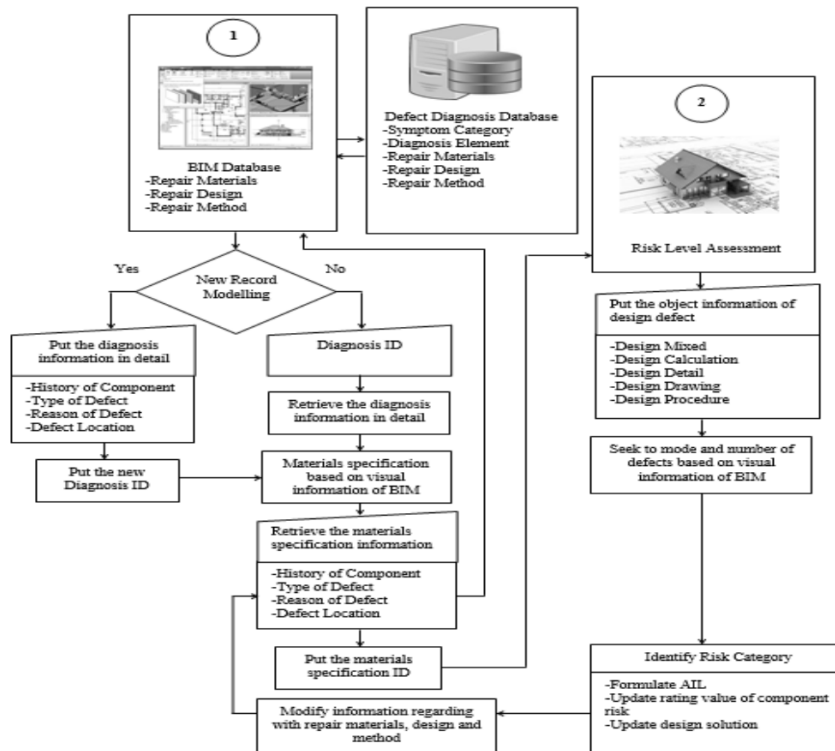 1
BIM Database
-Repair Materials
-Repair Design
-Repair Method
Defect Diagnosis Database
-Symptom Category
-Diagnosis Element
-Repair Materials
-Repair Design
-Repair Method
2
Risk Level Assessment
Yes
No
New Record
Modelling
Put the diagnosis
information in detail
-History of Component
-Type of Defect
-Reason of Defect
-Defect Location
Put the new
Diagnosis ID
Diagnosis ID
Retrieve the diagnosis
information in detail
Materials specification
based on visual
information of BIM
Retrieve the materials
specification information
-History of Component
-Type of Defect
-Reason of Defect
-Defect Location
Put the materials
specification ID
Modify information regarding
with repair materials, design and
method
Put the object information of
design defect
-Design Mixed
-Design Calculation
-Design Detail
-Design Drawing
-Design Procedure
Seek to mode and number of
defects based on visual
information of BIM
Identify Risk Category
-Formulate AIL
-Update rating value of component
risk
-Update design solution